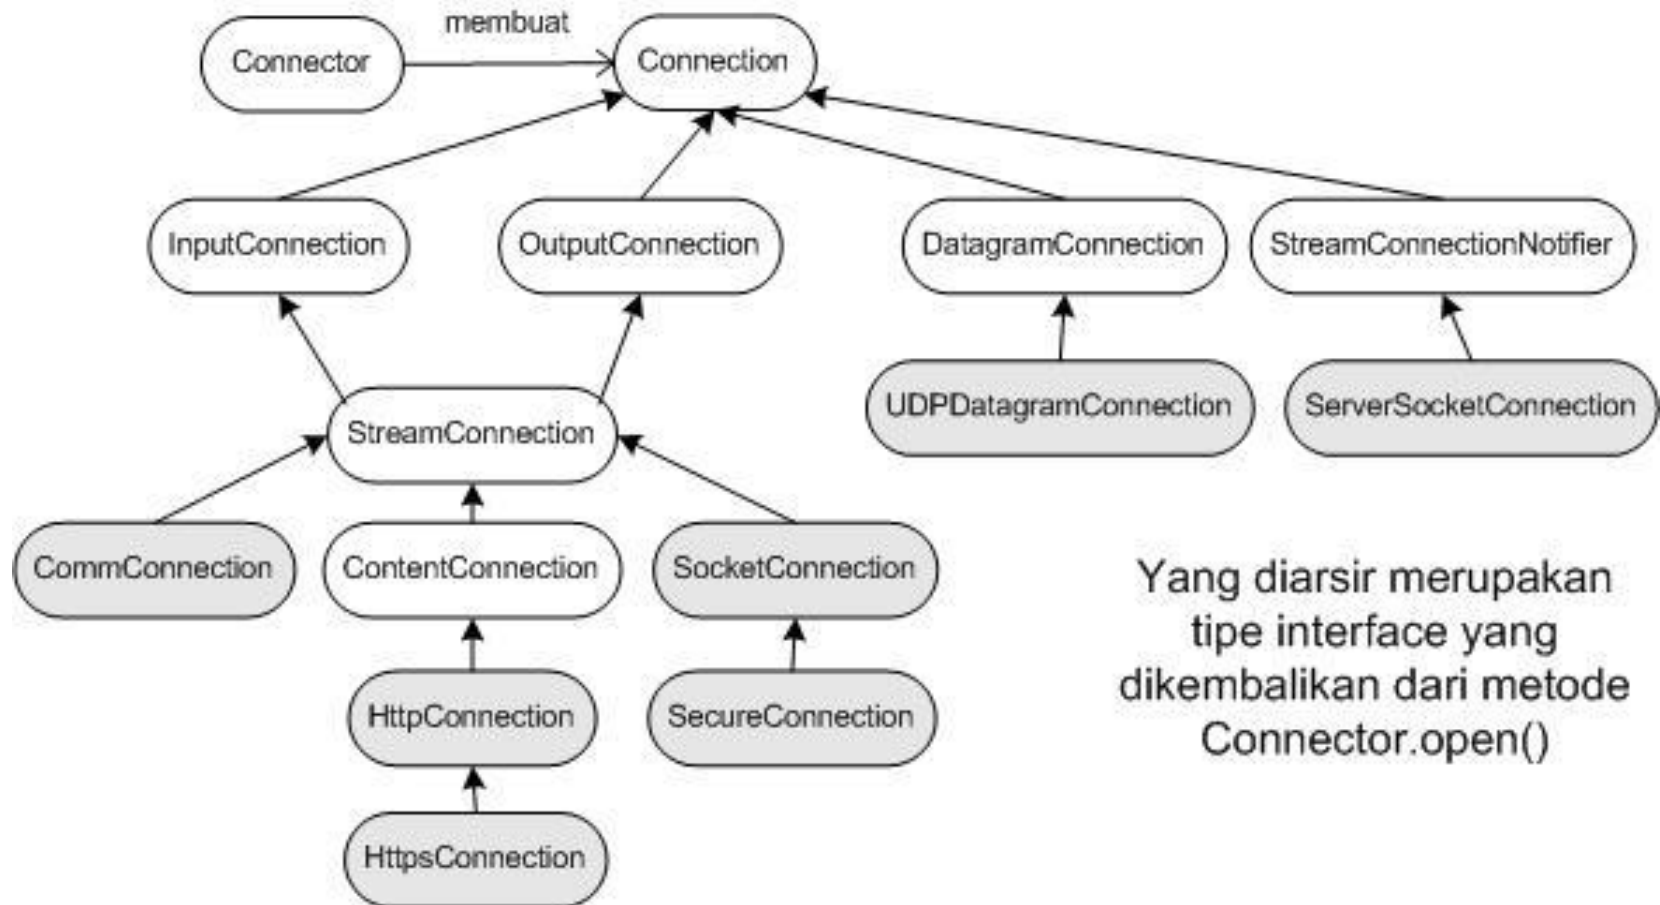 membuat
Connector
Connection
InputConnection
OutputConnection
DatagramConnection
StreamConnectionNotifier
UDPDatagramConnection
ServerSocketConnection
StreamConnection
CommConnection
ContentConnection
SocketConnection
HttpConnection
SecureConnection
HttpsConnection
Yang diarsir merupakan
tipe interface yang
dikembalikan dari metode
Connector.open()